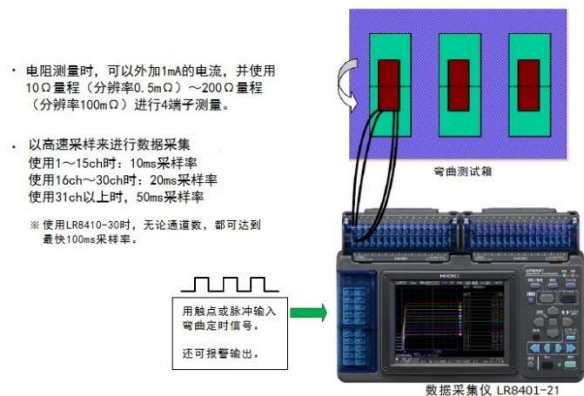 · 电阻测量时，可以外加1mA的电流，并使用
10Ω量程（分辨率0.5mΩ）～200Ω量程
（分辨率100mΩ）进行4端子测量。
· 以高速采样来进行数据采集
使用1～15ch时：10ms采样率
使用16ch～30ch时：20ms采样率
使用31ch以上时，50ms采样率
※ 使用LR8410-30时，无论通道数，都可达到
最快100ms采样率。
弯曲测试箱
用触点或脉冲输入
弯曲定时信号。
还可报警输出。
HIOKI
数据采集仪 LR8401-21